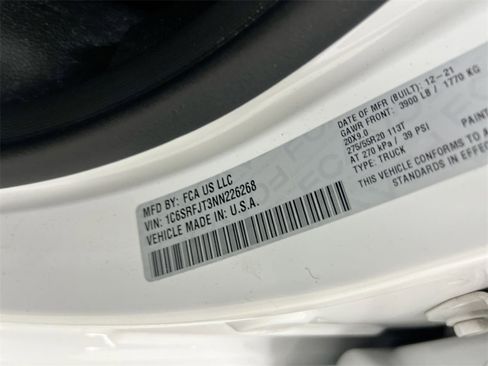 MFD BY: FCA US LLC
VIN: 1C6SRFJT3NN226268
VEHICLE MADE IN U.S.A.
DATE OF MFR (BUILT): 12-21
GAWR FRONT: 3900 LB / 1770 KG
20X9.0
275/55R20 113T
AT 270 kPa / 39 PSI
TYPE: TRUCK PAINT
THIS VEHICLE CONFORMS TO A
STANDARDS IN EFFECT